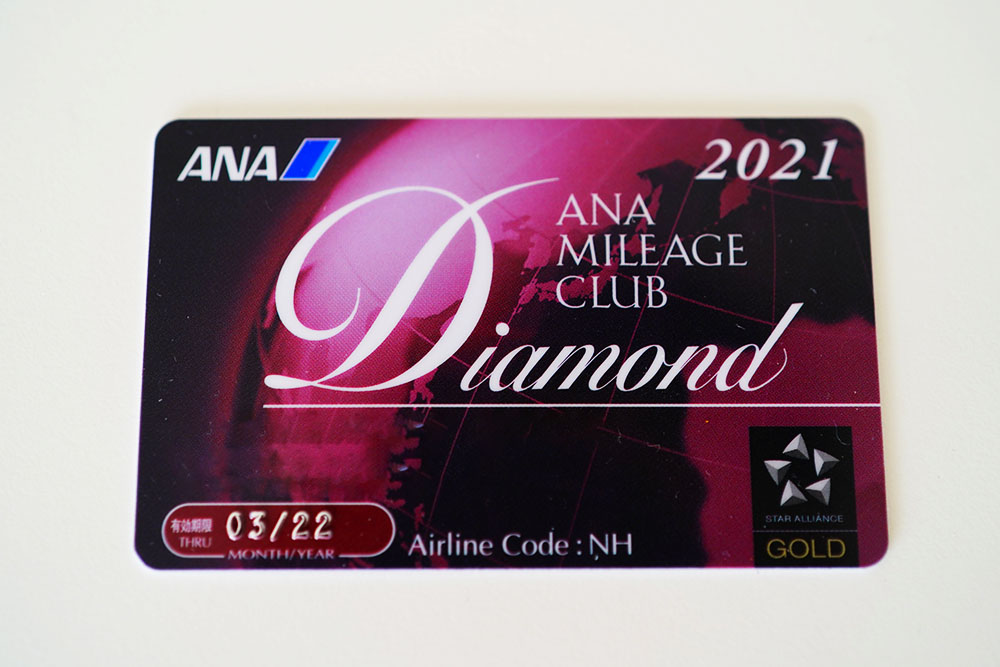 ANA
2021
ANA
MILEAGE
CLUB
Diamond
有効期限
THRU
03/22
MONTH/YEAR
Airline Code : NH
STAR ALLIANCE
GOLD